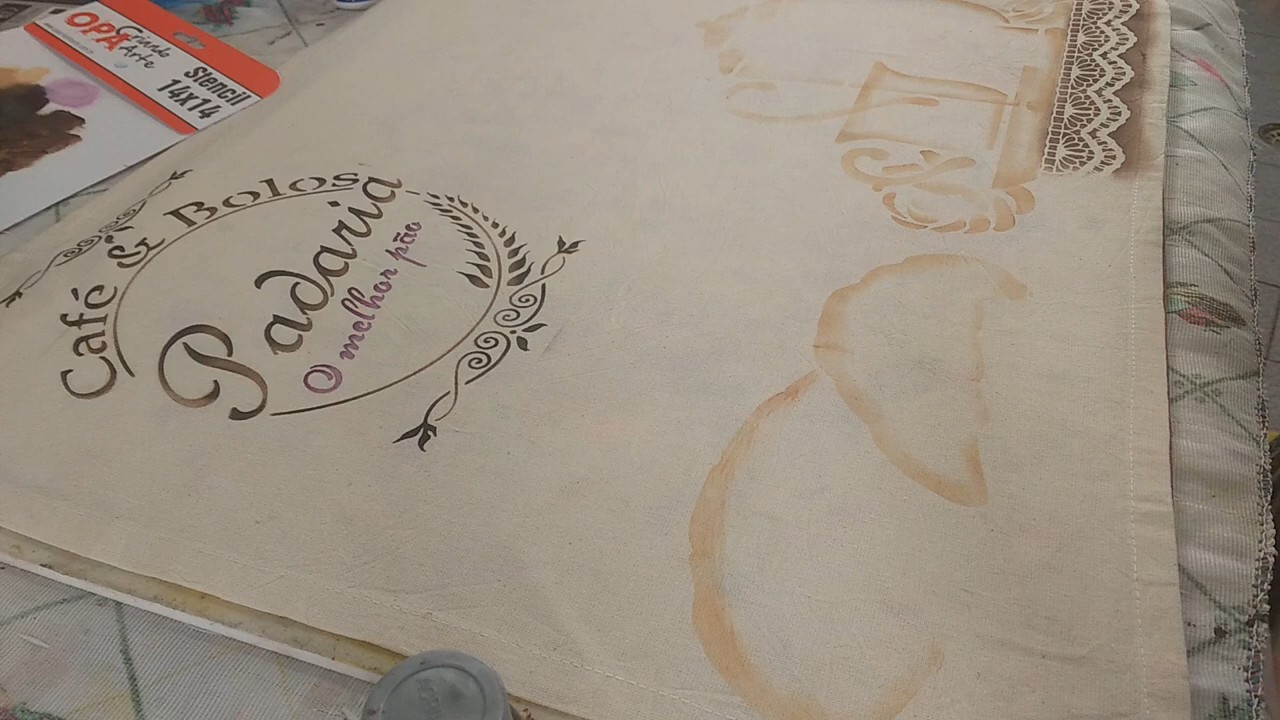 OPA
Criando
Arte
Stencil
14x14
Café & Bolos
Padaria
O melhor pão